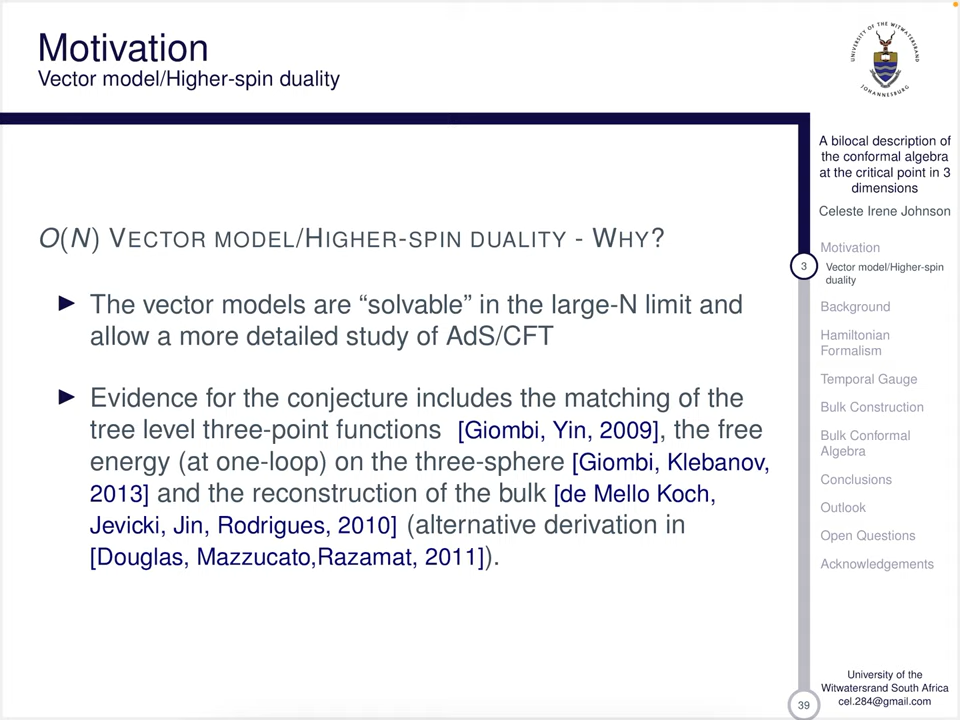 Motivation
Vector model/Higher-spin duality
UNIVERSITY OF THE WITWATERSRAND
JOHANNESBURG
O(N) VECTOR MODEL/HIGHER-SPIN DUALITY - WHY?
▶ The vector models are “solvable” in the large-N limit and
allow a more detailed study of AdS/CFT
▶ Evidence for the conjecture includes the matching of the
tree level three-point functions [Giombi, Yin, 2009], the free
energy (at one-loop) on the three-sphere [Giombi, Klebanov,
2013] and the reconstruction of the bulk [de Mello Koch,
Jevicki, Jin, Rodrigues, 2010] (alternative derivation in
[Douglas, Mazzucato,Razamat, 2011]).
A bilocal description of
the conformal algebra
at the critical point in 3
dimensions
Celeste Irene Johnson
Motivation
3
Vector model/Higher-spin
duality
Background
Hamiltonian
Formalism
Temporal Gauge
Bulk Construction
Bulk Conformal
Algebra
Conclusions
Outlook
Open Questions
Acknowledgements
University of the
Witwatersrand South Africa
cel.284@gmail.com
39